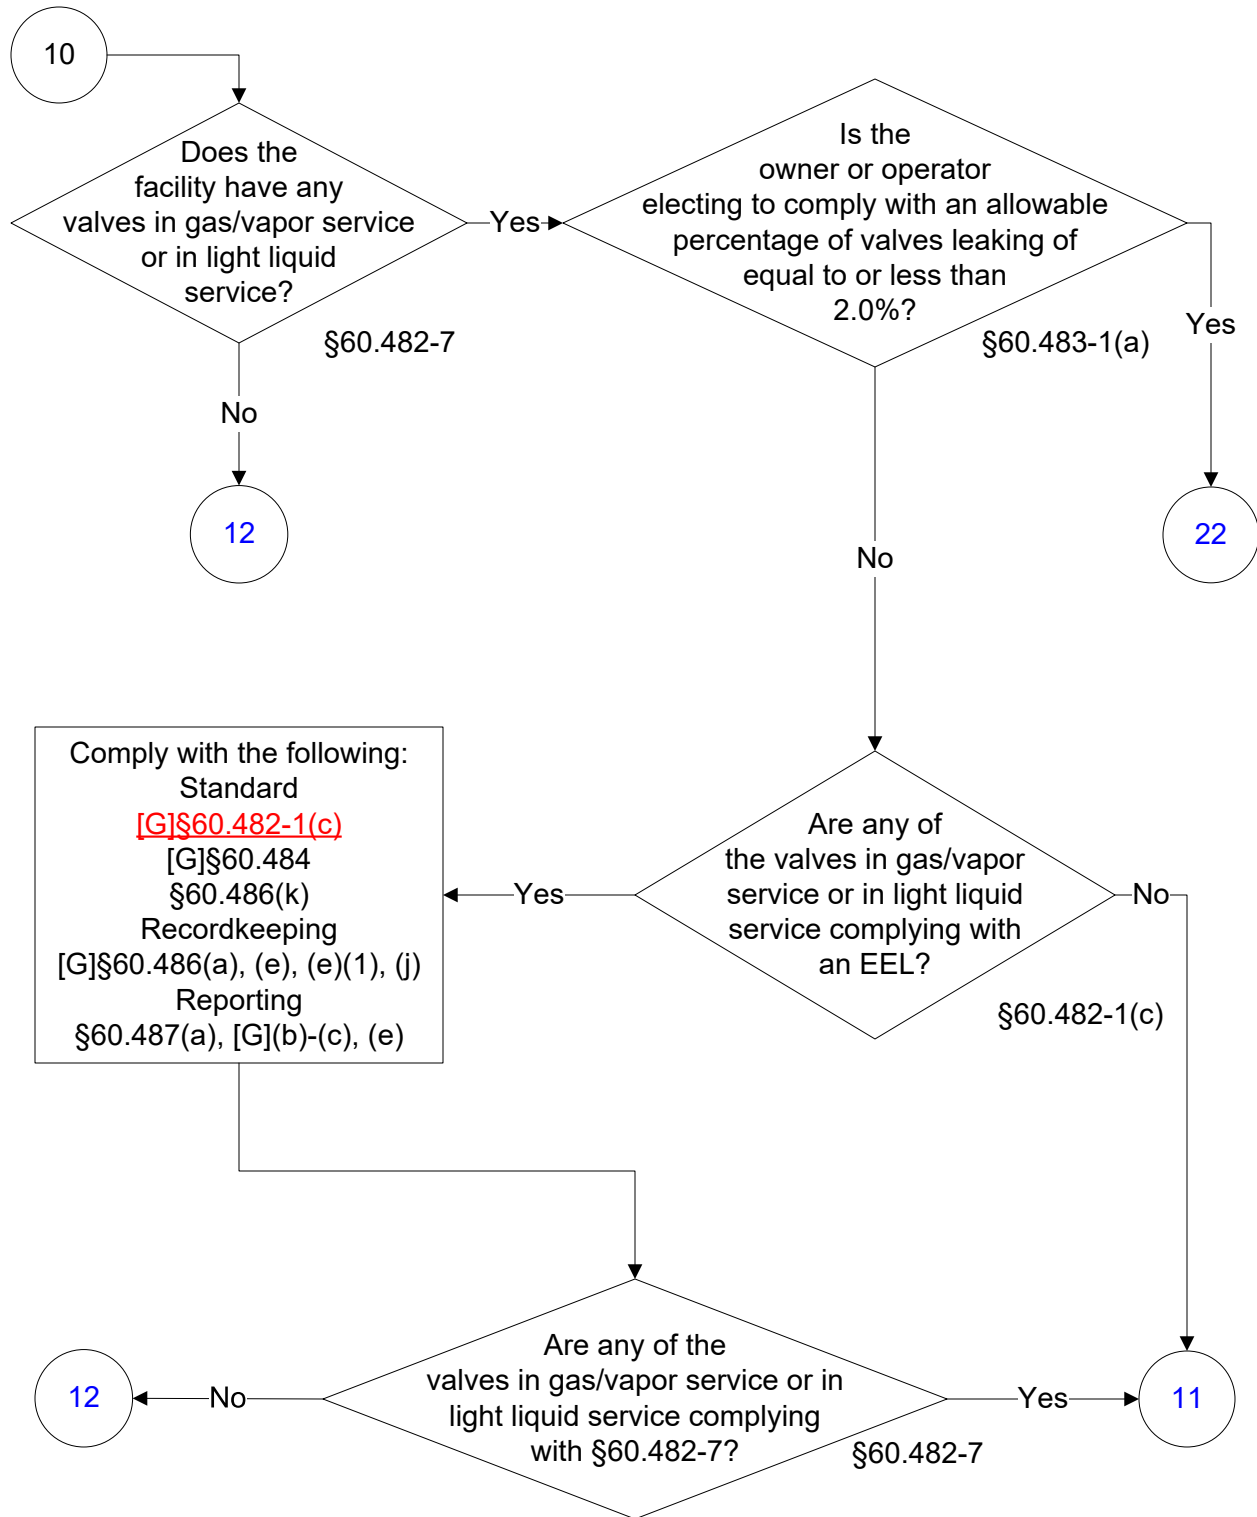 10
Does the
facility have any
valves in gas/vapor service
or in light liquid
service?
§60.482-7
Yes
No
12
Is the
owner or operator
electing to comply with an allowable
percentage of valves leaking of
equal to or less than
2.0%?
§60.483-1(a)
Yes
22
No
Are any of
the valves in gas/vapor
service or in light liquid
service complying with
an EEL?
§60.482-1(c)
Yes
No
Comply with the following:
Standard
[G]§60.482-1(c)
[G]§60.484
§60.486(k)
Recordkeeping
[G]§60.486(a), (e), (e)(1), (j)
Reporting
§60.487(a), [G](b)-(c), (e)
Are any of the
valves in gas/vapor service or in
light liquid service complying
with §60.482-7?
§60.482-7
No
12
Yes
11